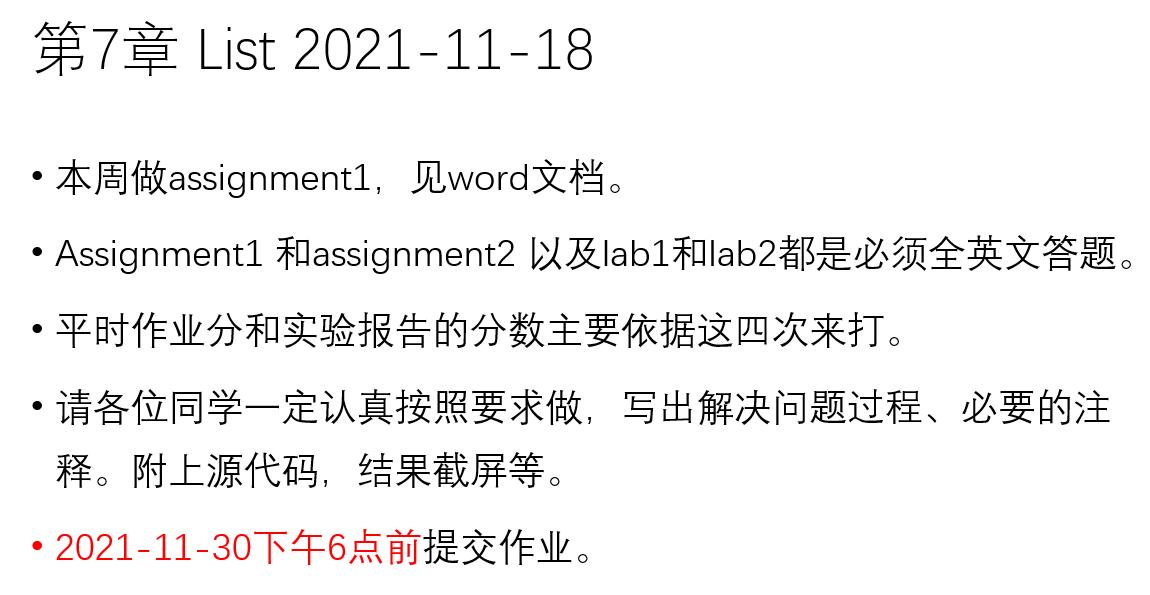 第7章 List 2021-11-18
• 本周做assignment1，见word文档。
• Assignment1 和assignment2 以及lab1和lab2都是必须全英文答题。
• 平时作业分和实验报告的分数主要依据这四次来打。
• 请各位同学一定认真按照要求做，写出解决问题过程、必要的注
释。附上源代码，结果截屏等。
• 2021-11-30下午6点前提交作业。